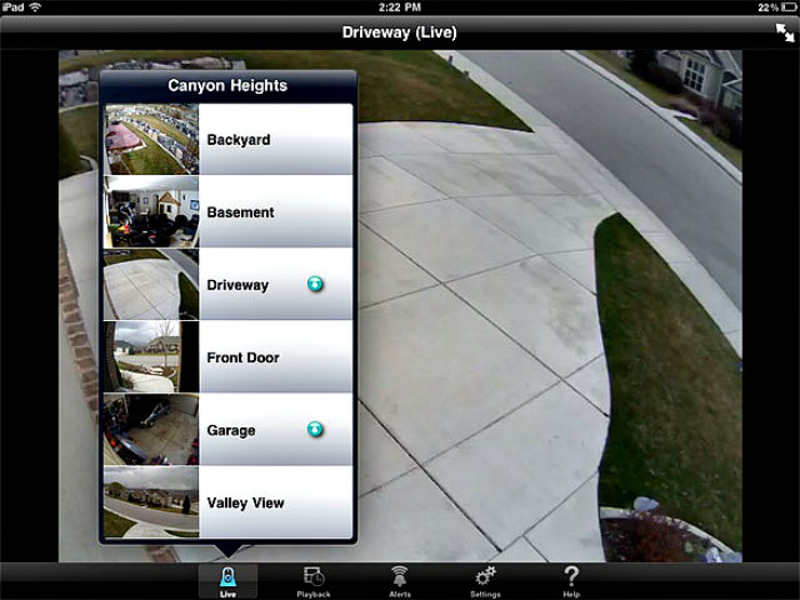 iPad 2:22 PM 22%
Driveway (Live)
Canyon Heights
Backyard
Basement
Driveway
Front Door
Garage
Valley View
Live Playback Alerts Settings Help